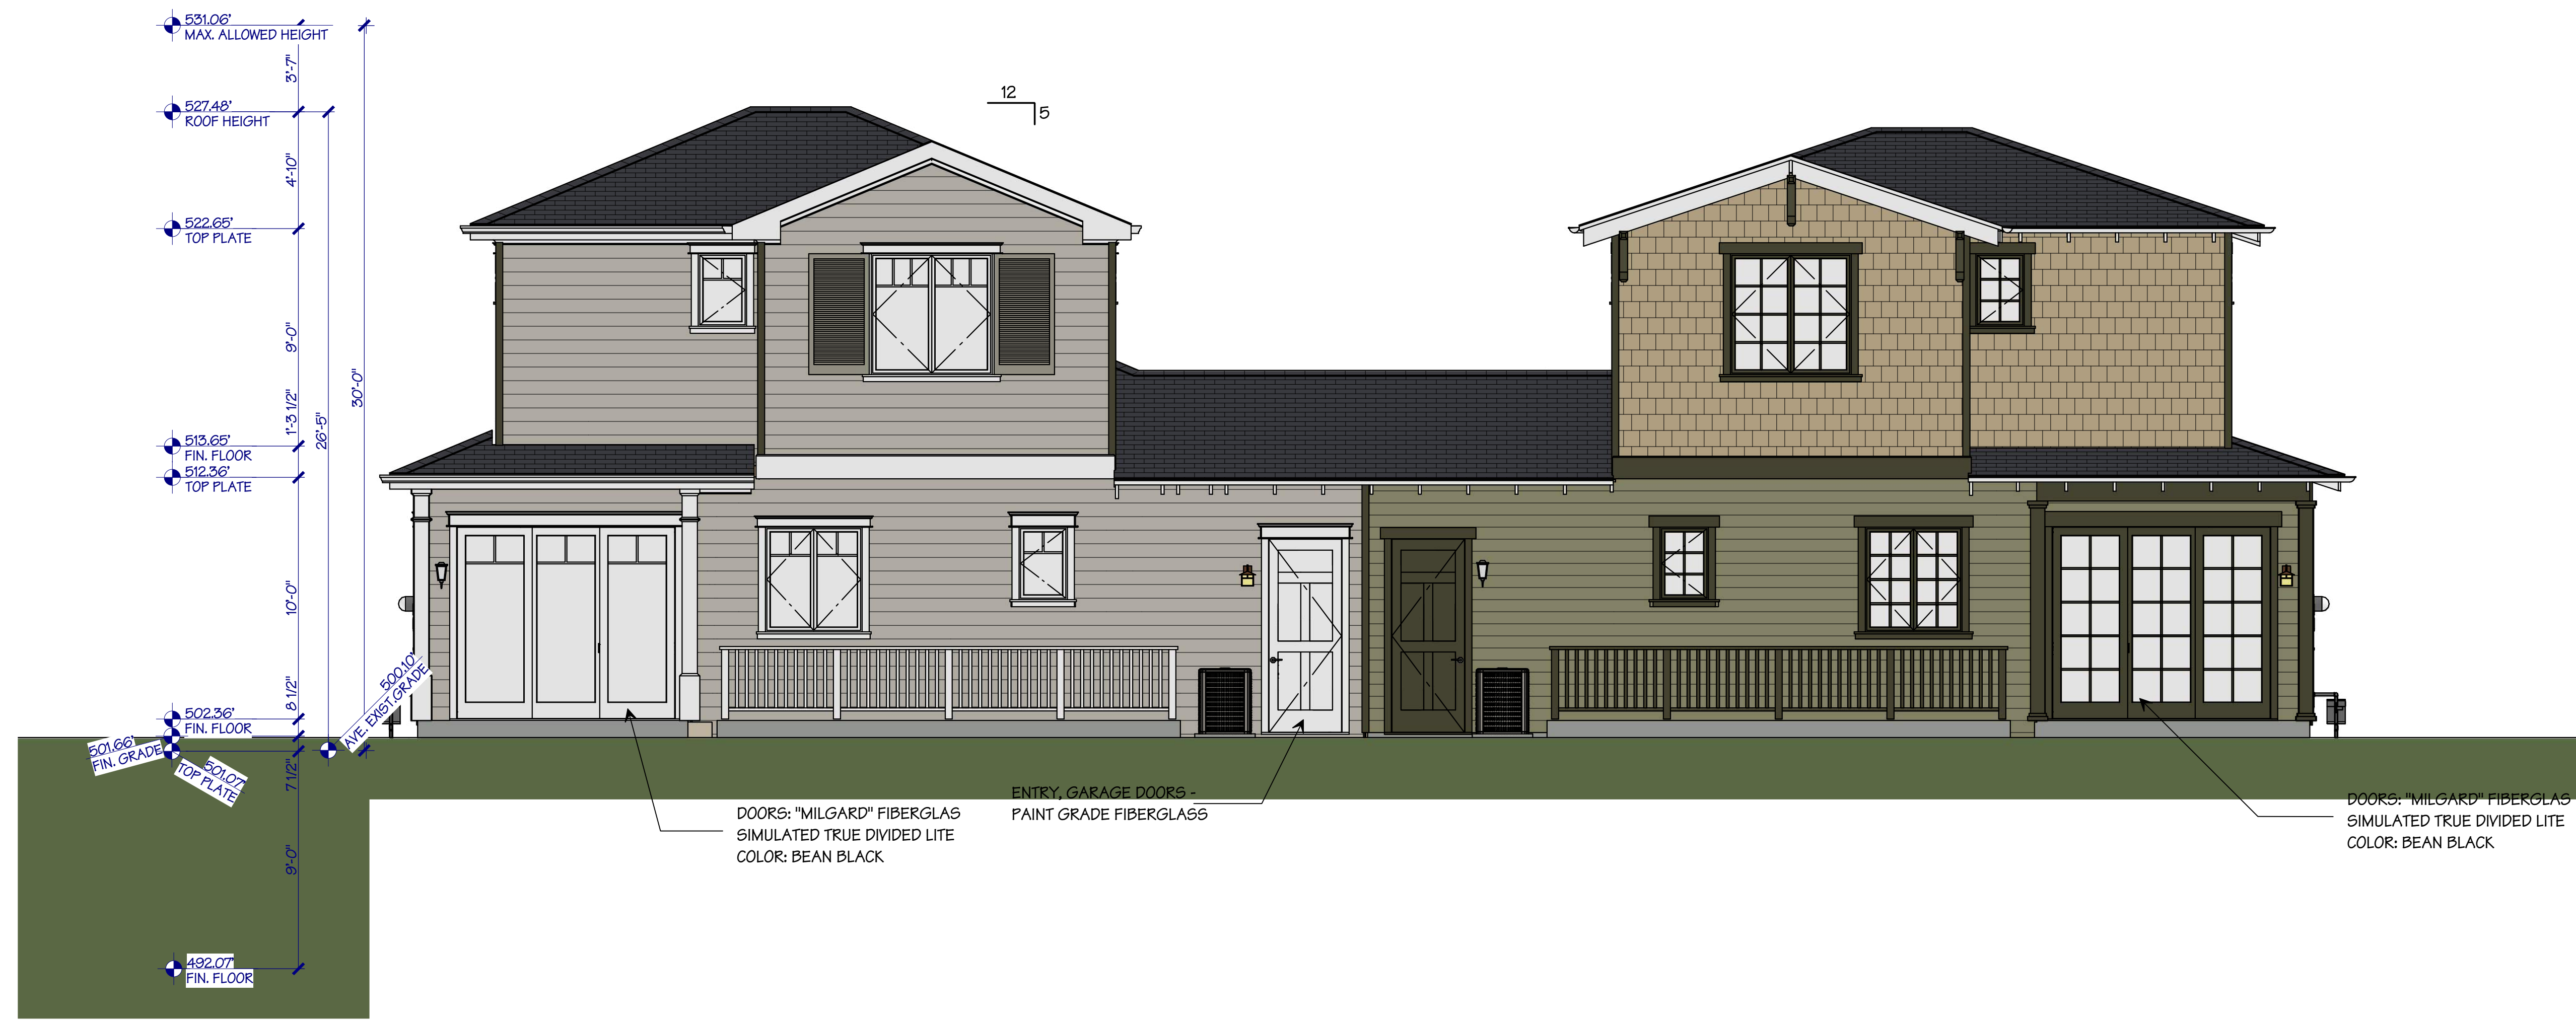 531.06'
MAX. ALLOWED HEIGHT
3'-7"
527.48'
ROOF HEIGHT
12
5
4'-10"
522.65'
TOP PLATE
9'-0"
30'-0"
1'-3 1/2"
26'-5"
513.65'
FIN. FLOOR
512.36'
TOP PLATE
10'-0"
8 1/2"
500.10'
AVE. EXIST. GRADE
502.36'
FIN. FLOOR
501.66'
FIN. GRADE
501.07'
TOP PLATE
7 1/2"
9'-0"
492.07'
FIN. FLOOR
DOORS: "MILGARD" FIBERGLAS
SIMULATED TRUE DIVIDED LITE
COLOR: BEAN BLACK
ENTRY, GARAGE DOORS -
PAINT GRADE FIBERGLASS
DOORS: "MILGARD" FIBERGLAS
SIMULATED TRUE DIVIDED LITE
COLOR: BEAN BLACK